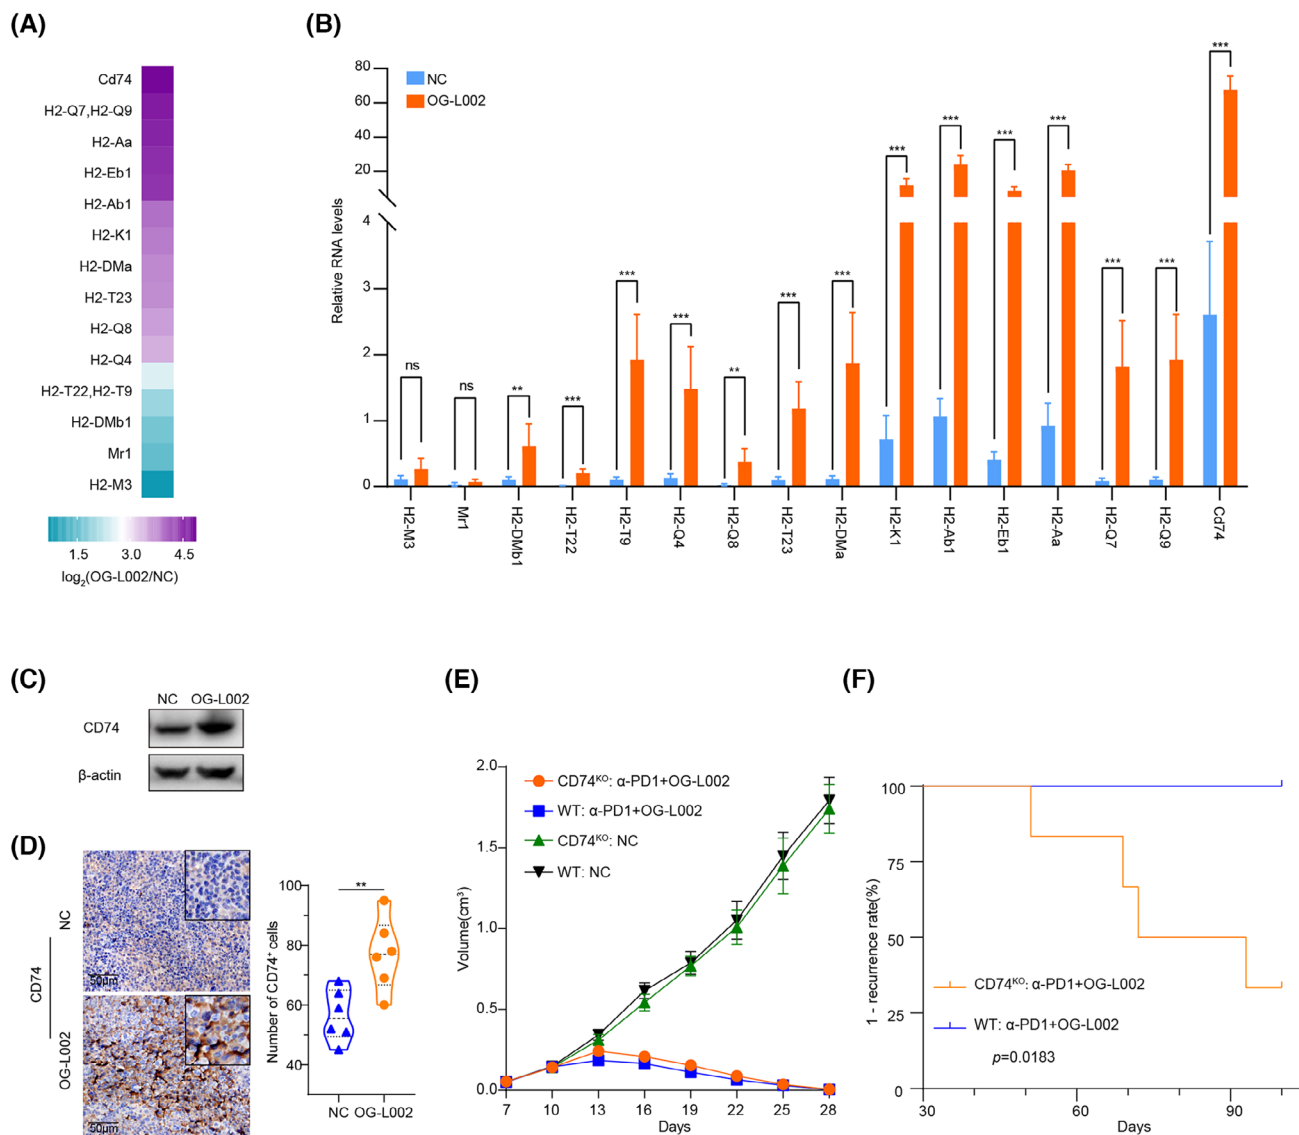 (A)
Cd74
H2-Q7,H2-Q9
H2-Aa
H2-Eb1
H2-Ab1
H2-K1
H2-DMa
H2-T23
H2-Q8
H2-Q4
H2-T22,H2-T9
H2-DMb1
Mr1
H2-M3
1.5 3.0 4.5
log2(OG-L002/NC)
(B)
NC
OG-L002
Relative RNA levels
80
60
40
20
4
3
2
1
0
ns
ns
**
***
***
***
**
***
***
***
***
***
***
***
***
***
H2-M3
Mr1
H2-DMb1
H2-T22
H2-T9
H2-Q4
H2-Q8
H2-T23
H2-DMa
H2-K1
H2-Ab1
H2-Eb1
H2-Aa
H2-Q7
H2-Q9
Cd74
(C)
NC OG-L002
CD74
β-actin
(D)
CD74
NC
OG-L002
50μm
50μm
Number of CD74+ cells
100
80
60
40
**
NC OG-L002
(E)
CD74KO: α-PD1+OG-L002
WT: α-PD1+OG-L002
CD74KO: NC
WT: NC
Volume(cm³)
2.0
1.5
1.0
0.5
0.0
7 10 13 16 19 22 25 28
Days
(F)
1 - recurrence rate(%)
100
75
50
25
0
CD74KO: α-PD1+OG-L002
WT: α-PD1+OG-L002
p=0.0183
30 60 90
Days